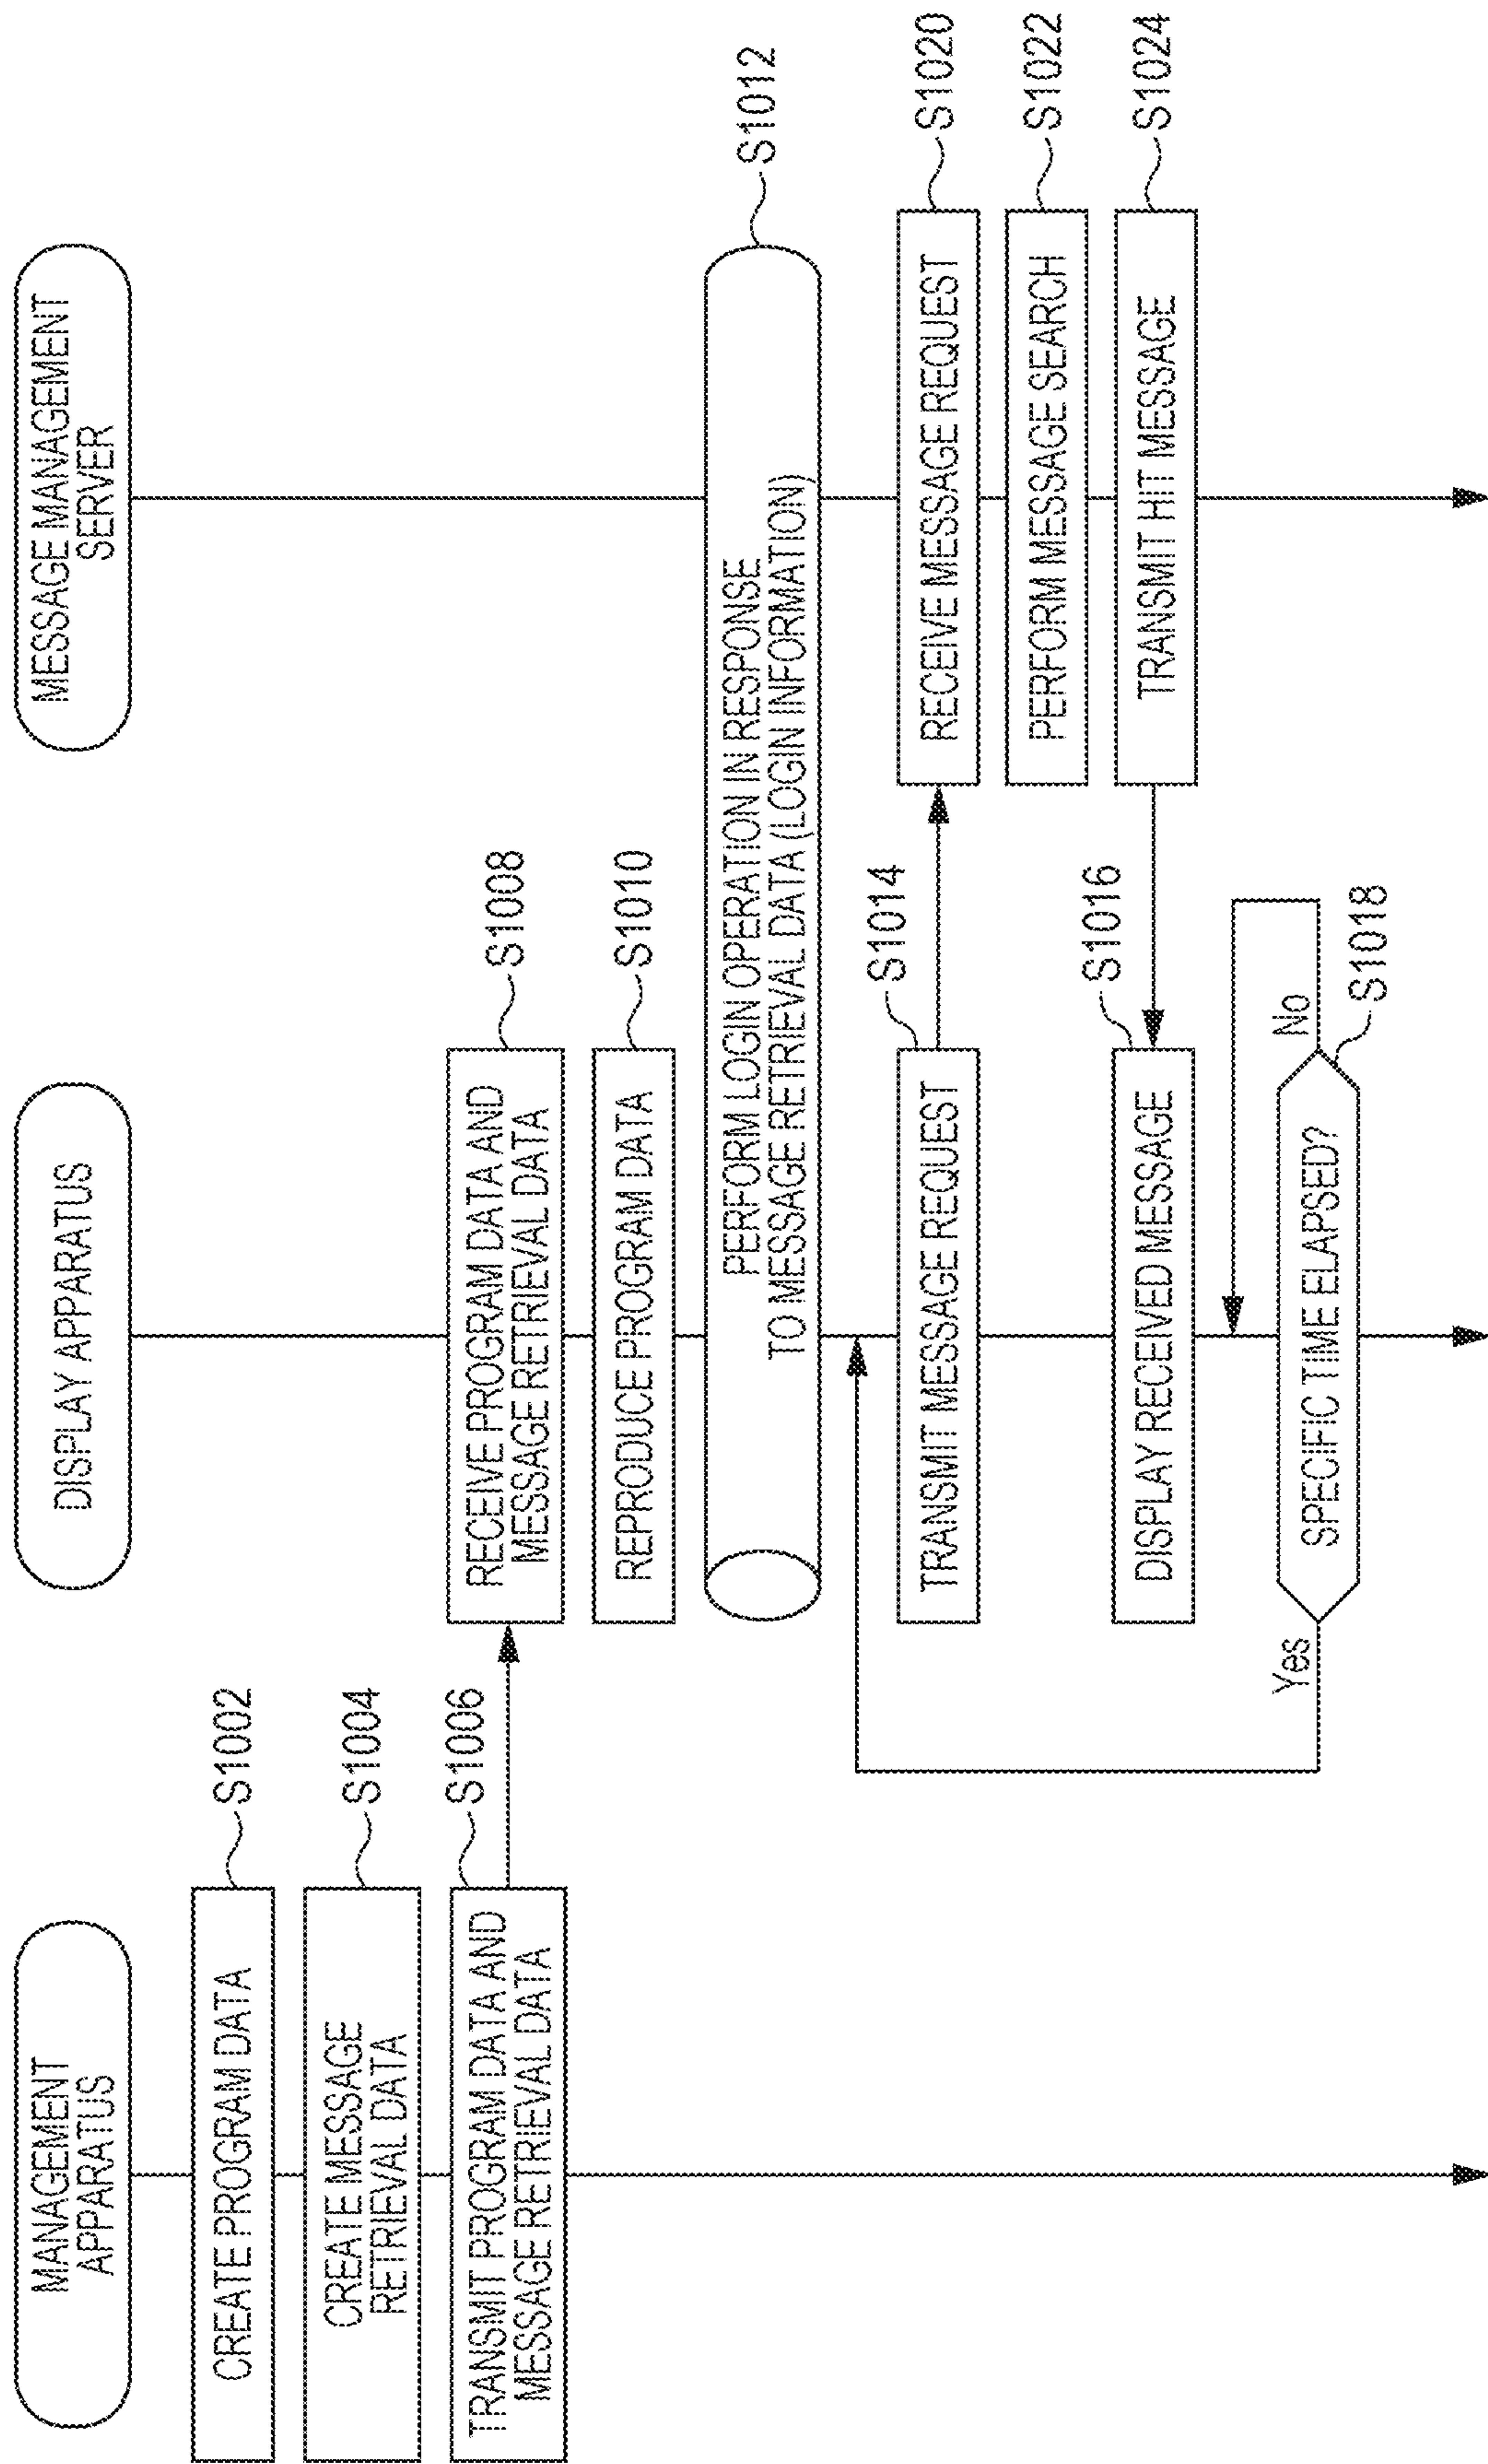 MANAGEMENT
APPARATUS
CREATE PROGRAM DATA
S1002
CREATE MESSAGE
RETRIEVAL DATA
S1004
TRANSMIT PROGRAM DATA AND
MESSAGE RETRIEVAL DATA
S1006
DISPLAY APPARATUS
RECEIVE PROGRAM DATA AND
MESSAGE RETRIEVAL DATA
S1008
REPRODUCE PROGRAM DATA
S1010
PERFORM LOGIN OPERATION IN RESPONSE
TO MESSAGE RETRIEVAL DATA (LOGIN INFORMATION)
S1012
TRANSMIT MESSAGE REQUEST
S1014
DISPLAY RECEIVED MESSAGE
S1016
Yes
SPECIFIC TIME ELAPSED?
No
S1018
MESSAGE MANAGEMENT
SERVER
RECEIVE MESSAGE REQUEST
S1020
PERFORM MESSAGE SEARCH
S1022
TRANSMIT HIT MESSAGE
S1024